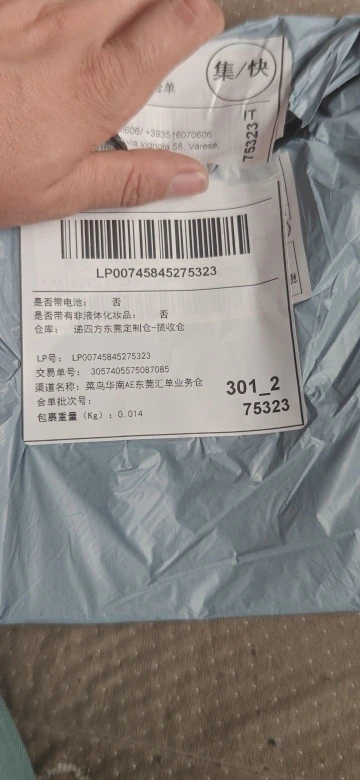 集/快
合单
606/ +393516070606
via vignola 58, Varese,
75323 IT
LP00745845275323
是否带电池： 否
是否带有非液体化妆品： 否
仓库： 递四方东莞定制仓-揽收仓
LP号： LP00745845275323
交易单号： 3057405575087085
渠道名称：菜鸟华南AE东莞汇单业务仓
301_2
合单批次号：
75323
包裹重量（Kg）：0.014